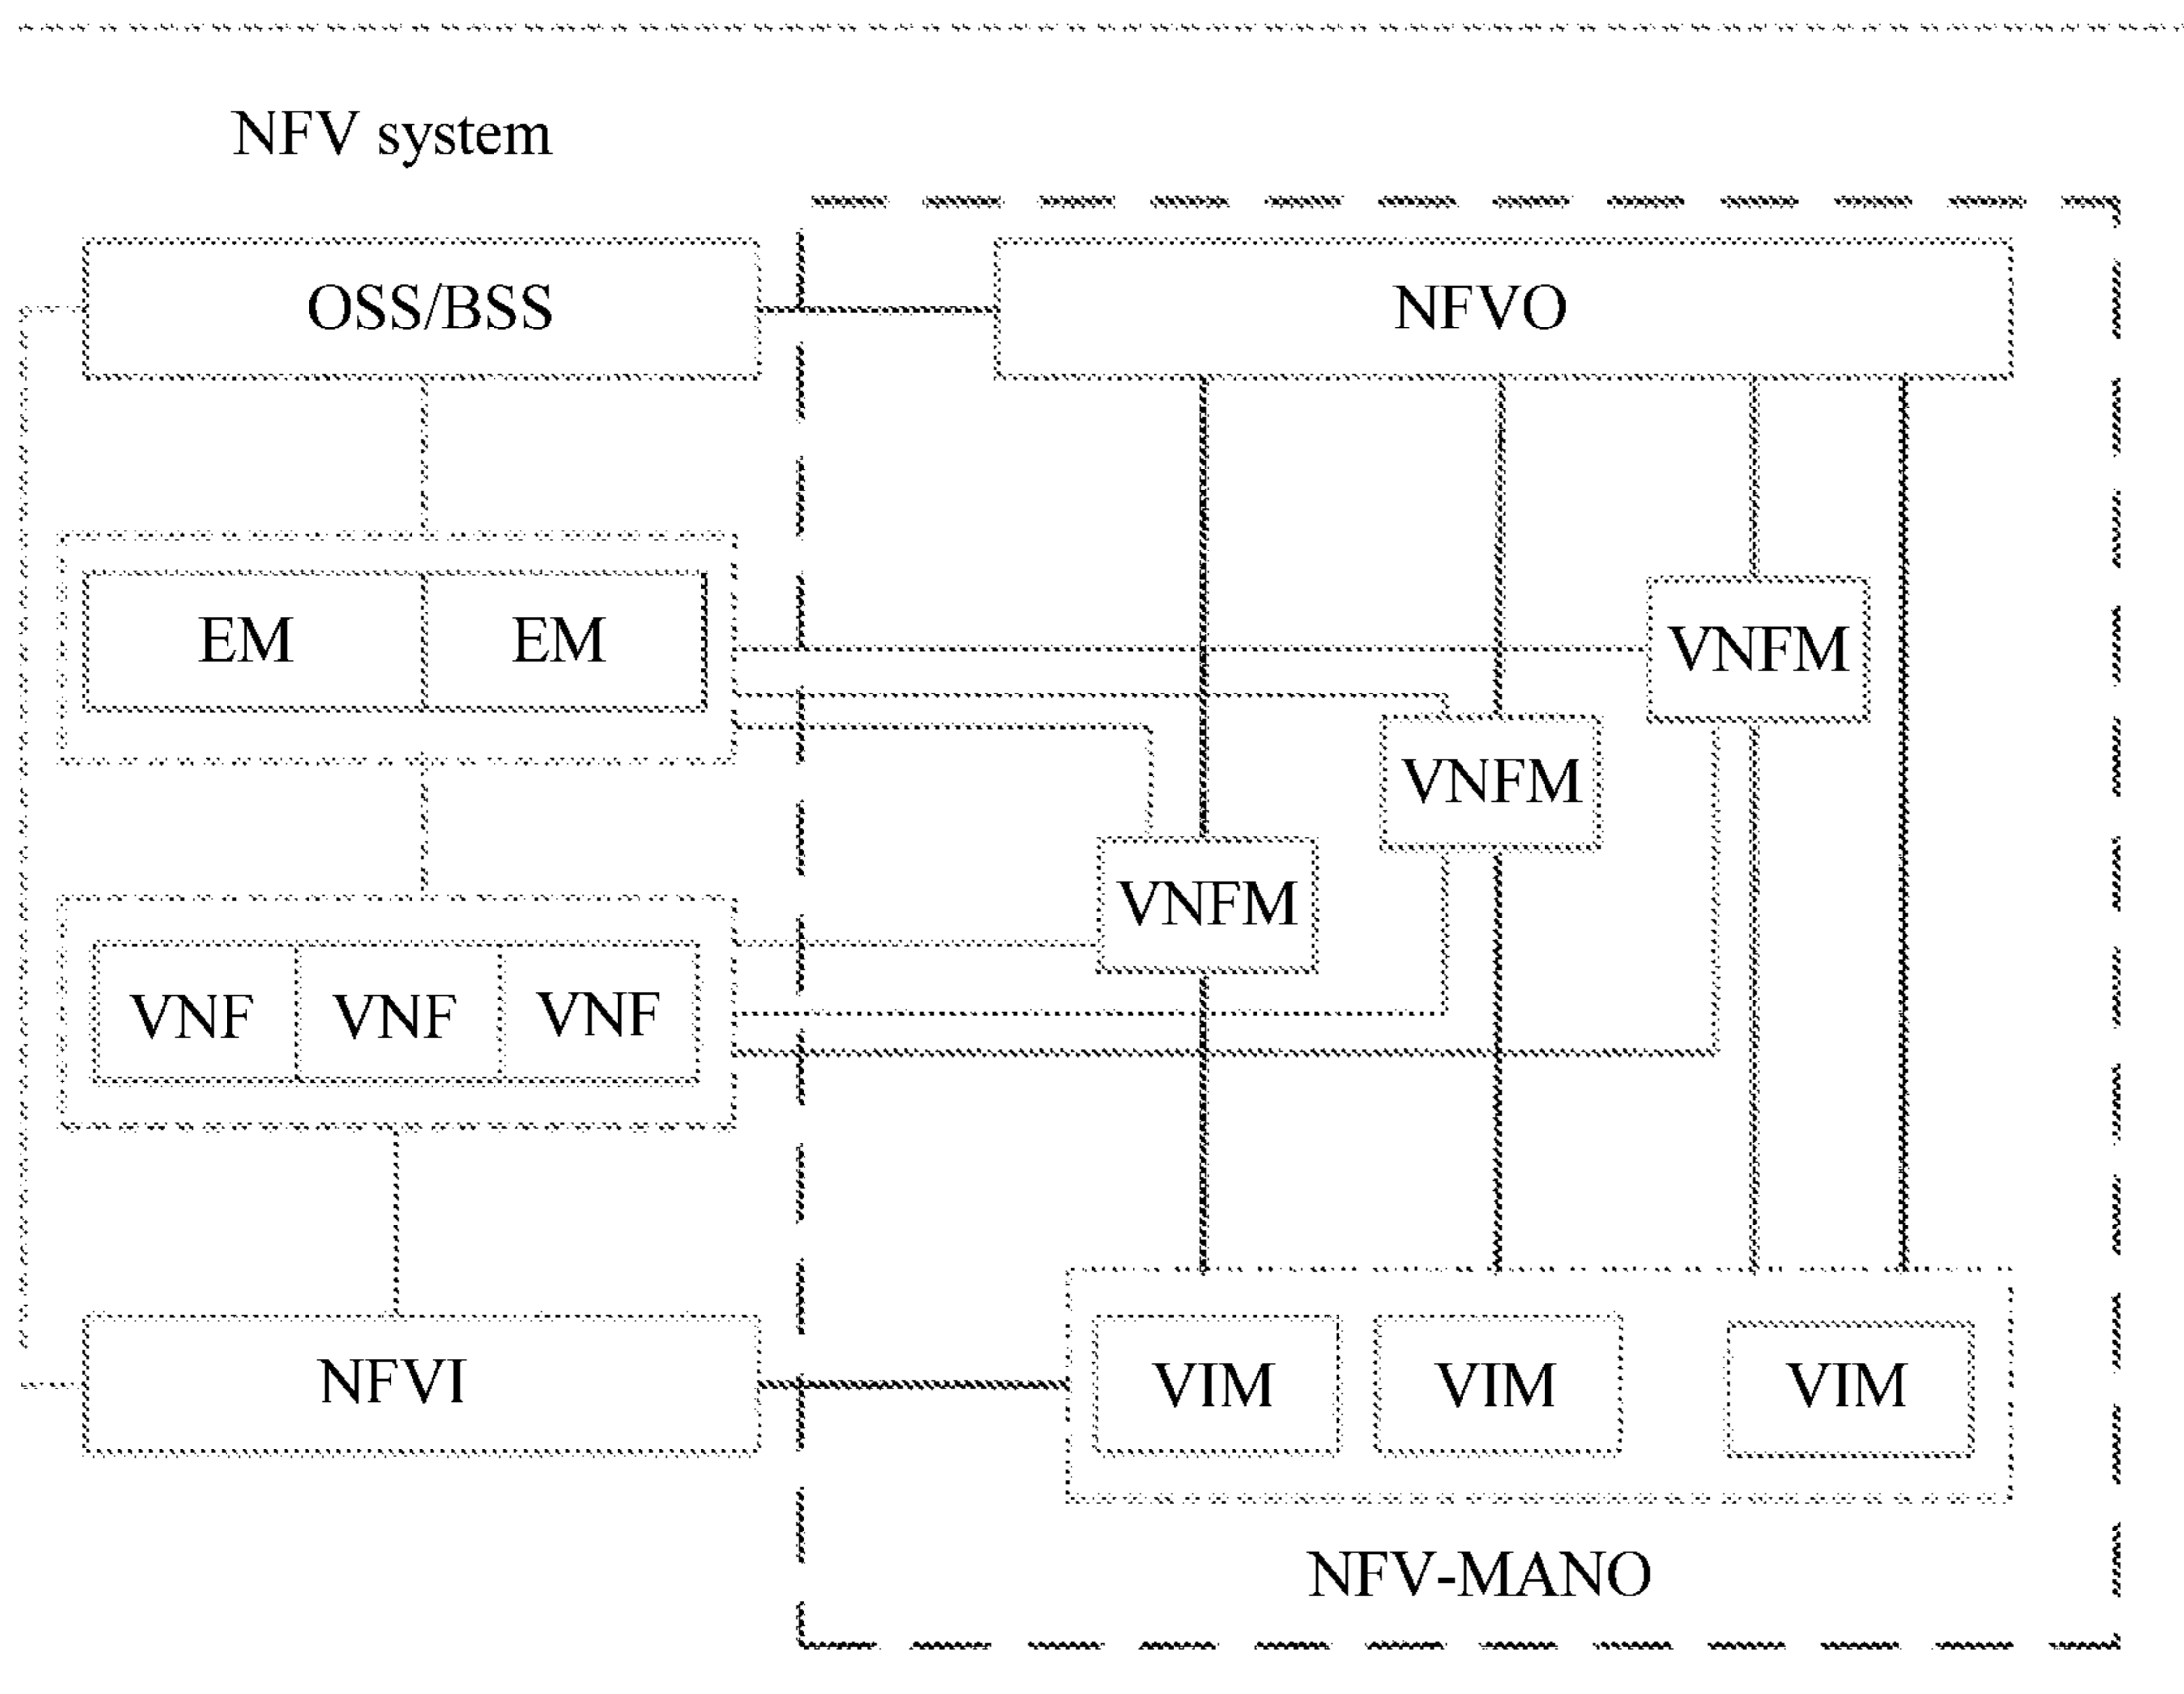 NFV system
OSS/BSS
NFVO
EM
EM
VNFM
VNFM
VNFM
VNF
VNF
VNF
NFVI
VIM
VIM
VIM
NFV-MANO